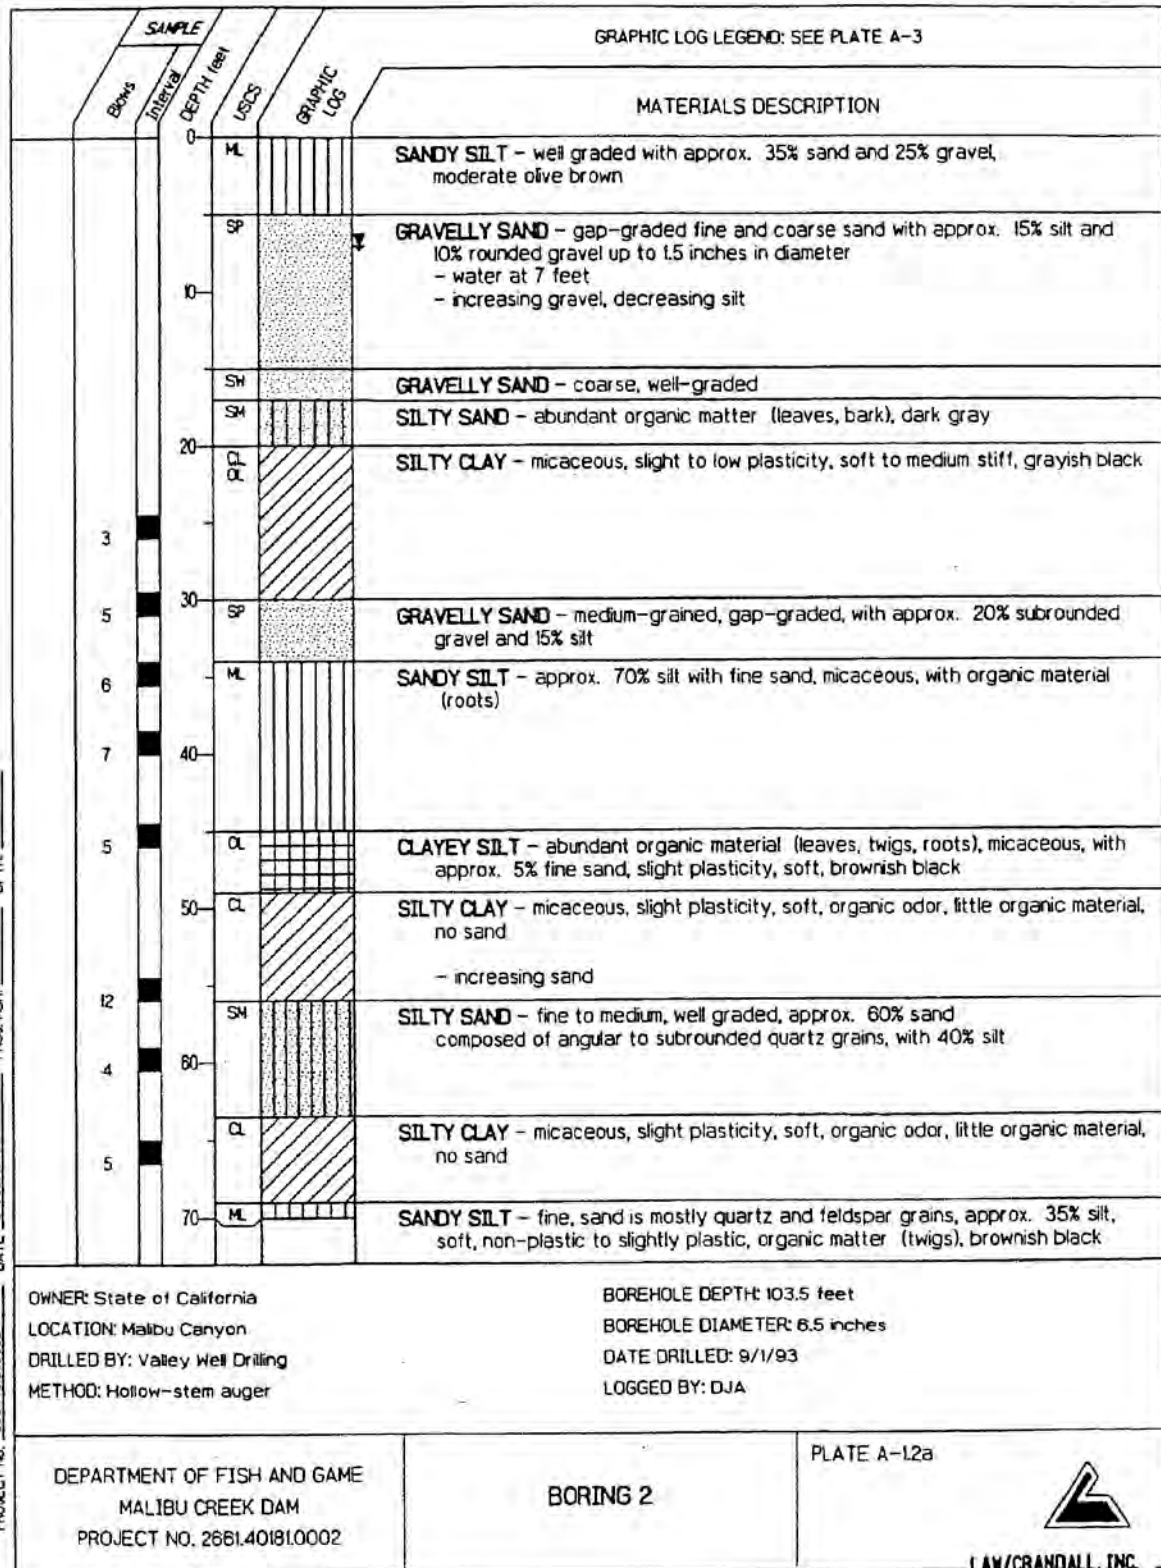 SAMPLE
Blows
Interval
DEPTH feet
USCS
GRAPHIC LOG
GRAPHIC LOG LEGEND: SEE PLATE A-3
MATERIALS DESCRIPTION
0
ML
SANDY SILT - well graded with approx. 35% sand and 25% gravel,
moderate olive brown
SP
GRAVELLY SAND - gap-graded fine and coarse sand with approx. 15% silt and
10% rounded gravel up to 1.5 inches in diameter
- water at 7 feet
10
- increasing gravel, decreasing silt
SW
GRAVELLY SAND - coarse, well-graded
SM
SILTY SAND - abundant organic matter (leaves, bark), dark gray
20
CL
OL
SILTY CLAY - micaceous, slight to low plasticity, soft to medium stiff, grayish black
3
30
5
SP
GRAVELLY SAND - medium-grained, gap-graded, with approx. 20% subrounded
gravel and 15% silt
6
ML
SANDY SILT - approx. 70% silt with fine sand, micaceous, with organic material
(roots)
7
40
5
OL
CLAYEY SILT - abundant organic material (leaves, twigs, roots), micaceous, with
approx. 5% fine sand, slight plasticity, soft, brownish black
50
CL
SILTY CLAY - micaceous, slight plasticity, soft, organic odor, little organic material,
no sand
- increasing sand
12
SM
SILTY SAND - fine to medium, well graded, approx. 60% sand
composed of angular to subrounded quartz grains, with 40% silt
4
60
CL
SILTY CLAY - micaceous, slight plasticity, soft, organic odor, little organic material,
no sand
5
70
ML
SANDY SILT - fine, sand is mostly quartz and feldspar grains, approx. 35% silt,
soft, non-plastic to slightly plastic, organic matter (twigs), brownish black
OWNER: State of California
LOCATION: Malibu Canyon
DRILLED BY: Valley Well Drilling
METHOD: Hollow-stem auger
BOREHOLE DEPTH: 103.5 feet
BOREHOLE DIAMETER: 6.5 inches
DATE DRILLED: 9/1/93
LOGGED BY: DJA
DEPARTMENT OF FISH AND GAME
MALIBU CREEK DAM
PROJECT NO. 2661.40181.0002
BORING 2
PLATE A-1.2a
LAW/CRANDALL, INC.
PROJECT NO.